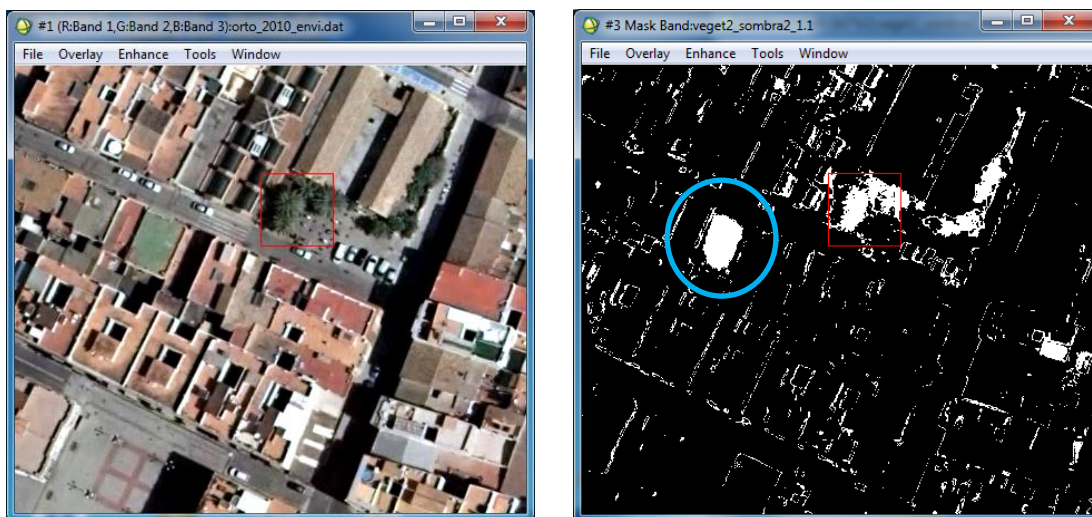 #1 (R:Band 1,G:Band 2,B:Band 3):orto_2010_envi.dat
File Overlay Enhance Tools Window
#3 Mask Band:veget2_sombra2_1.1
File Overlay Enhance Tools Window